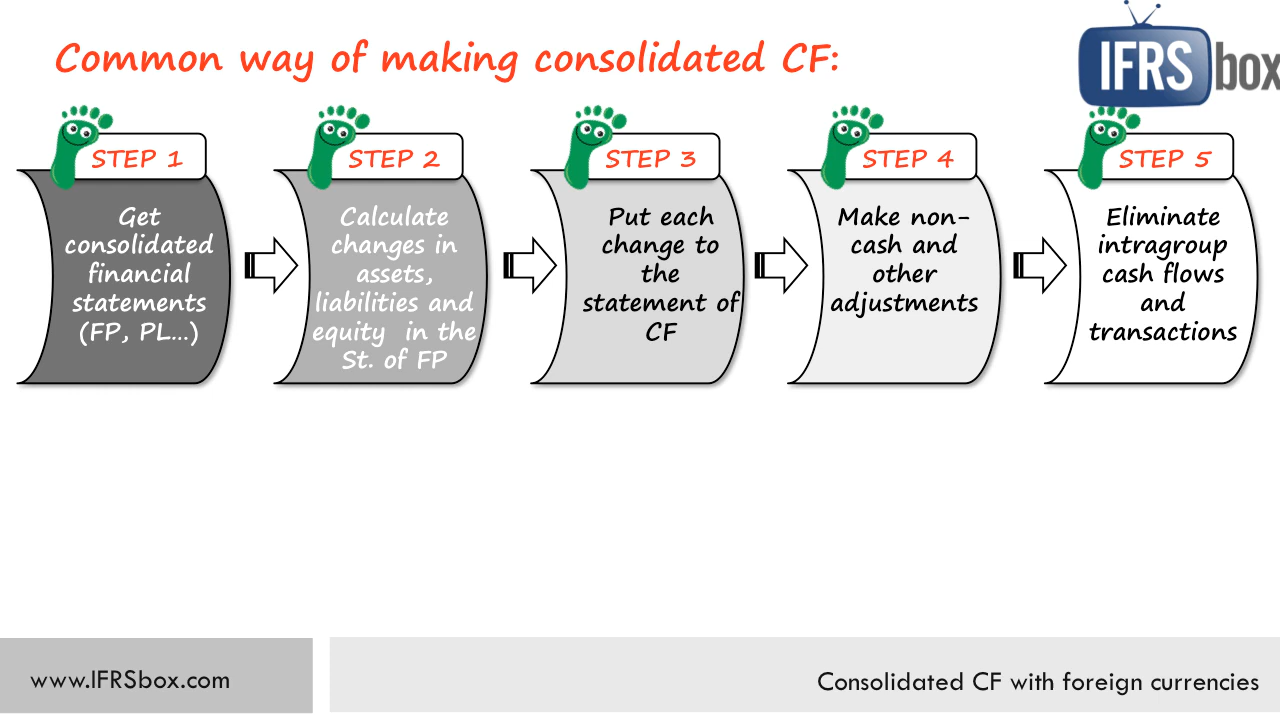 Common way of making consolidated CF:
IFRS box
STEP 1
Get
consolidated
financial
statements
(FP, PL...)
STEP 2
Calculate
changes in
assets,
liabilities and
equity in the
St. of FP
STEP 3
Put each
change to
the
statement of
CF
STEP 4
Make non-
cash and
other
adjustments
STEP 5
Eliminate
intragroup
cash flows
and
transactions
www.IFRSbox.com
Consolidated CF with foreign currencies